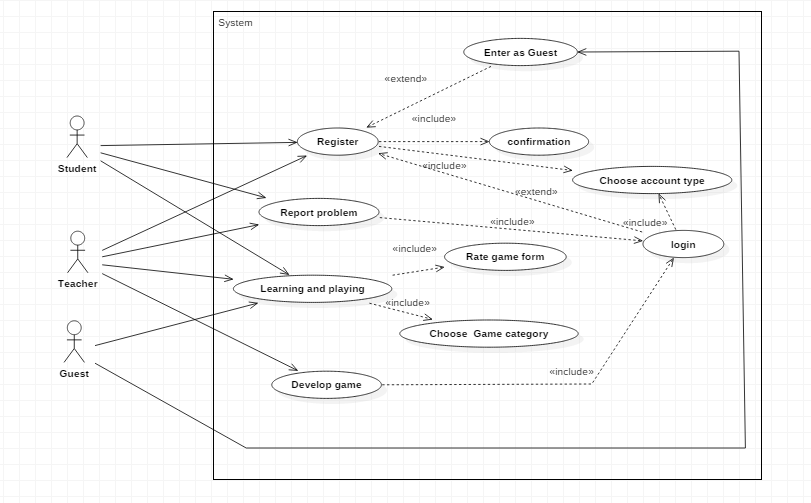 System
Enter as Guest
«extend»
«include»
Register
confirmation
Student
«include»
Choose account type
«extend»
Report problem
«include»
«include»
login
Teacher
«include»
Rate game form
Learning and playing
«include»
Choose  Game category
Guest
«include»
Develop game